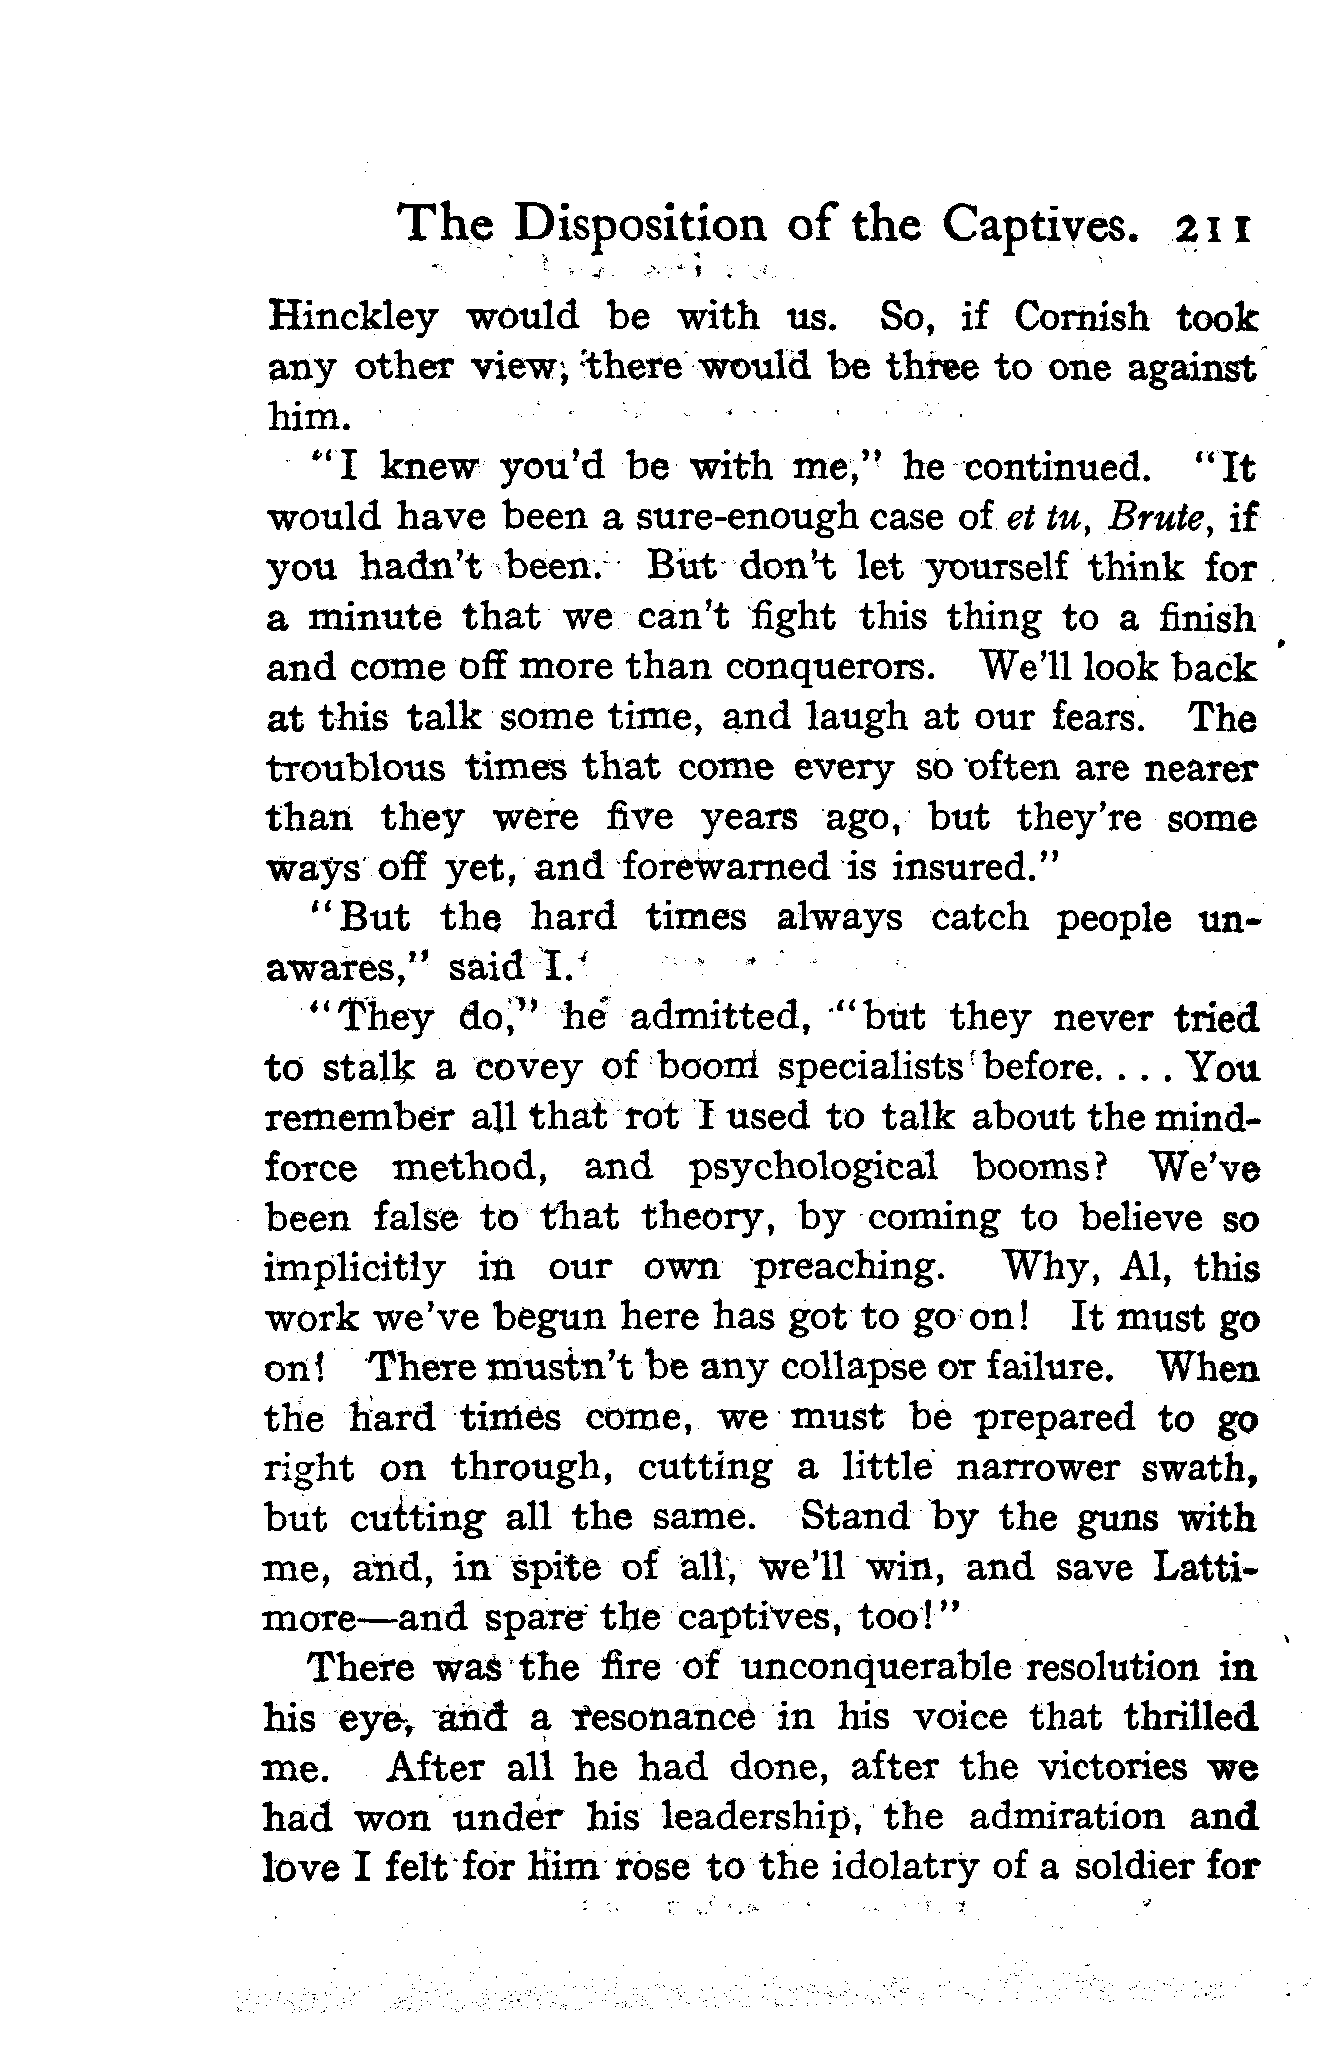 The Disposition of the Captives. 211
Hinckley would be with us. So, if Cornish took
any other view, there would be three to one against
him.
"I knew you'd be with me," he continued. "It
would have been a sure-enough case of et tu, Brute, if
you hadn't been. But don't let yourself think for
a minute that we can't fight this thing to a finish
and come off more than conquerors. We'll look back
at this talk some time, and laugh at our fears. The
troublous times that come every so often are nearer
than they were five years ago, but they're some
ways off yet, and forewarned is insured."
"But the hard times always catch people un-
awares," said I.
"They do," he admitted, "but they never tried
to stalk a covey of boom specialists before. . . . You
remember all that rot I used to talk about the mind-
force method, and psychological booms? We've
been false to that theory, by coming to believe so
implicitly in our own preaching. Why, Al, this
work we've begun here has got to go on! It must go
on! There mustn't be any collapse or failure. When
the hard times come, we must be prepared to go
right on through, cutting a little narrower swath,
but cutting all the same. Stand by the guns with
me, and, in spite of all, we'll win, and save Latti-
more—and spare the captives, too!"
There was the fire of unconquerable resolution in
his eye, and a resonance in his voice that thrilled
me. After all he had done, after the victories we
had won under his leadership, the admiration and
love I felt for him rose to the idolatry of a soldier for